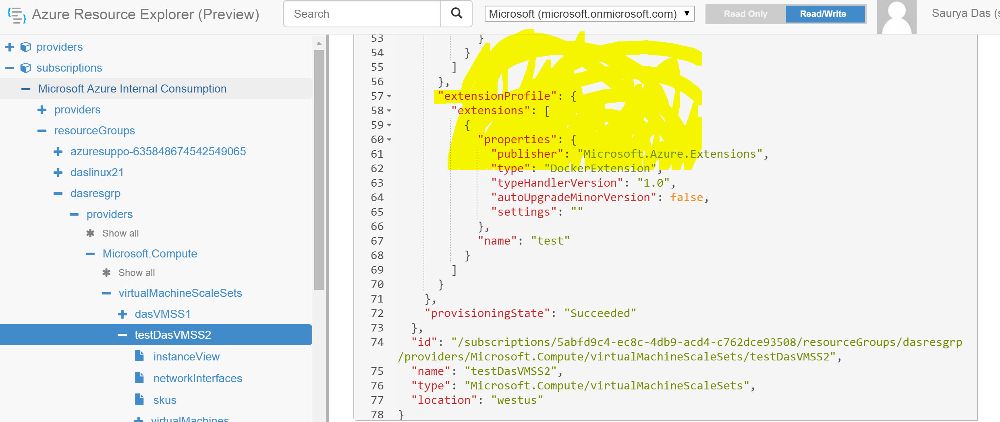 Azure Resource Explorer (Preview)
Search
Microsoft (microsoft.onmicrosoft.com)
Read Only
Read/Write
Saurya Das (
providers
subscriptions
Microsoft Azure Internal Consumption
providers
resourceGroups
azuresuppo-635848674542549065
daslinux21
dasresgrp
providers
Show all
Microsoft.Compute
Show all
virtualMachineScaleSets
dasVMSS1
testDasVMSS2
instanceView
networkInterfaces
skus
virtualMachines
53 }
54 }
55 ]
56 },
57 "extensionProfile": {
58 "extensions": [
59 {
60 "properties": {
61 "publisher": "Microsoft.Azure.Extensions",
62 "type": "DockerExtension",
63 "typeHandlerVersion": "1.0",
64 "autoUpgradeMinorVersion": false,
65 "settings": ""
66 },
67 "name": "test"
68 }
69 ]
70 }
71 },
72 "provisioningState": "Succeeded"
73 },
74 "id": "/subscriptions/5abfd9c4-ec8c-4db9-acd4-c762dce93508/resourceGroups/dasresgrp
/providers/Microsoft.Compute/virtualMachineScaleSets/testDasVMSS2",
75 "name": "testDasVMSS2",
76 "type": "Microsoft.Compute/virtualMachineScaleSets",
77 "location": "westus"
78 }